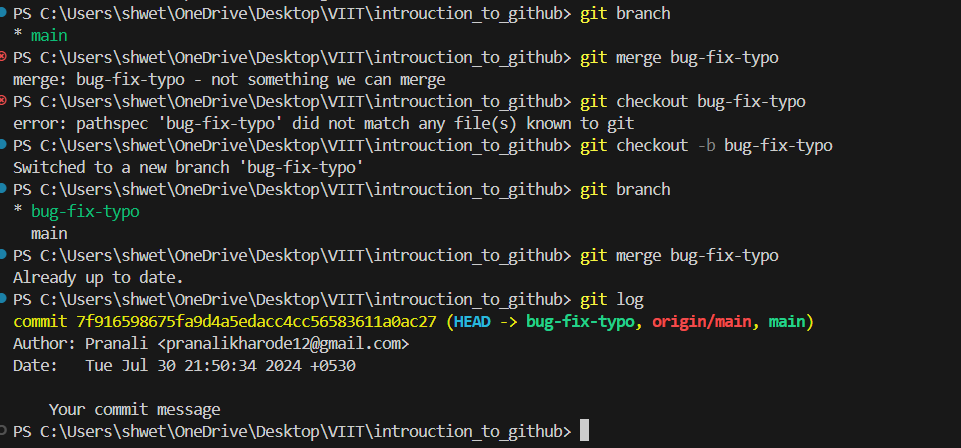 PS C:\Users\shwet\OneDrive\Desktop\VIIT\introuction_to_github> git branch
* main
PS C:\Users\shwet\OneDrive\Desktop\VIIT\introuction_to_github> git merge bug-fix-typo
merge: bug-fix-typo - not something we can merge
PS C:\Users\shwet\OneDrive\Desktop\VIIT\introuction_to_github> git checkout bug-fix-typo
error: pathspec 'bug-fix-typo' did not match any file(s) known to git
PS C:\Users\shwet\OneDrive\Desktop\VIIT\introuction_to_github> git checkout -b bug-fix-typo
Switched to a new branch 'bug-fix-typo'
PS C:\Users\shwet\OneDrive\Desktop\VIIT\introuction_to_github> git branch
* bug-fix-typo
  main
PS C:\Users\shwet\OneDrive\Desktop\VIIT\introuction_to_github> git merge bug-fix-typo
Already up to date.
PS C:\Users\shwet\OneDrive\Desktop\VIIT\introuction_to_github> git log
commit 7f916598675fa9d4a5edacc4cc56583611a0ac27 (HEAD -> bug-fix-typo, origin/main, main)
Author: Pranali <pranalikharode12@gmail.com>
Date:   Tue Jul 30 21:50:34 2024 +0530
    Your commit message
PS C:\Users\shwet\OneDrive\Desktop\VIIT\introuction_to_github>